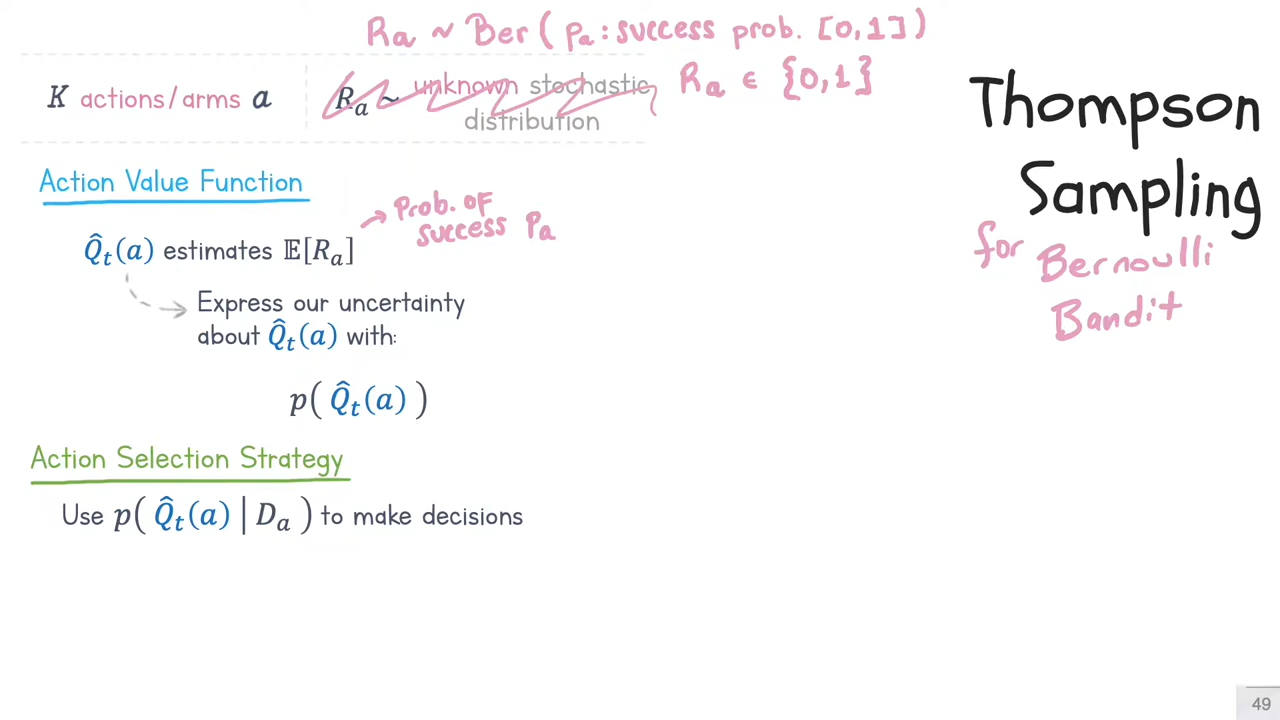 Ra ~ Ber( pa : success prob. [0,1])
K actions/arms a
Ra ~ unknown stochastic distribution
Ra ∈ {0,1}
Thompson
Sampling
for Bernoulli
Bandit
Action Value Function
Q̂t(a) estimates 𝔼[Ra]
→ Prob. of
success Pa
Express our uncertainty
about Q̂t(a) with:
p( Q̂t(a) )
Action Selection Strategy
Use p( Q̂t(a) | Da ) to make decisions
49